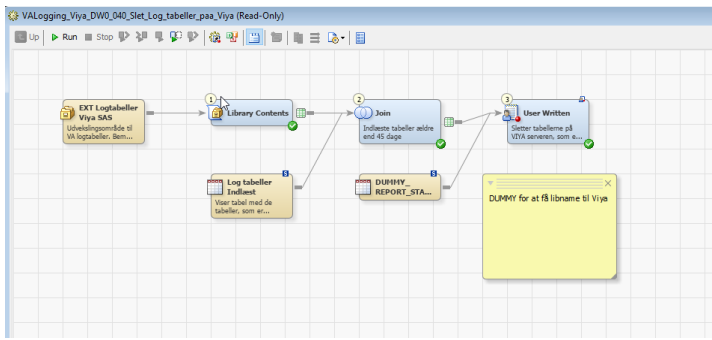 VALogging_Viya_DW0_040_Slet_Log_tabeller_paa_Viya (Read-Only)
Up Run Stop
1
2
3
EXT Logtabeller
Viya SAS
Udvekslingsområde til
VA logtabeller. Bem...
Library Contents
Join
Indlæste tabeller ældre
end 45 dage
User Written
Sletter tabellerne på
VIYA serveren, som e...
S
Log tabeller
Indlæst
Viser tabel med de
tabeller, som er...
S
DUMMY_
REPORT_STA...
DUMMY for at få libname til Viya